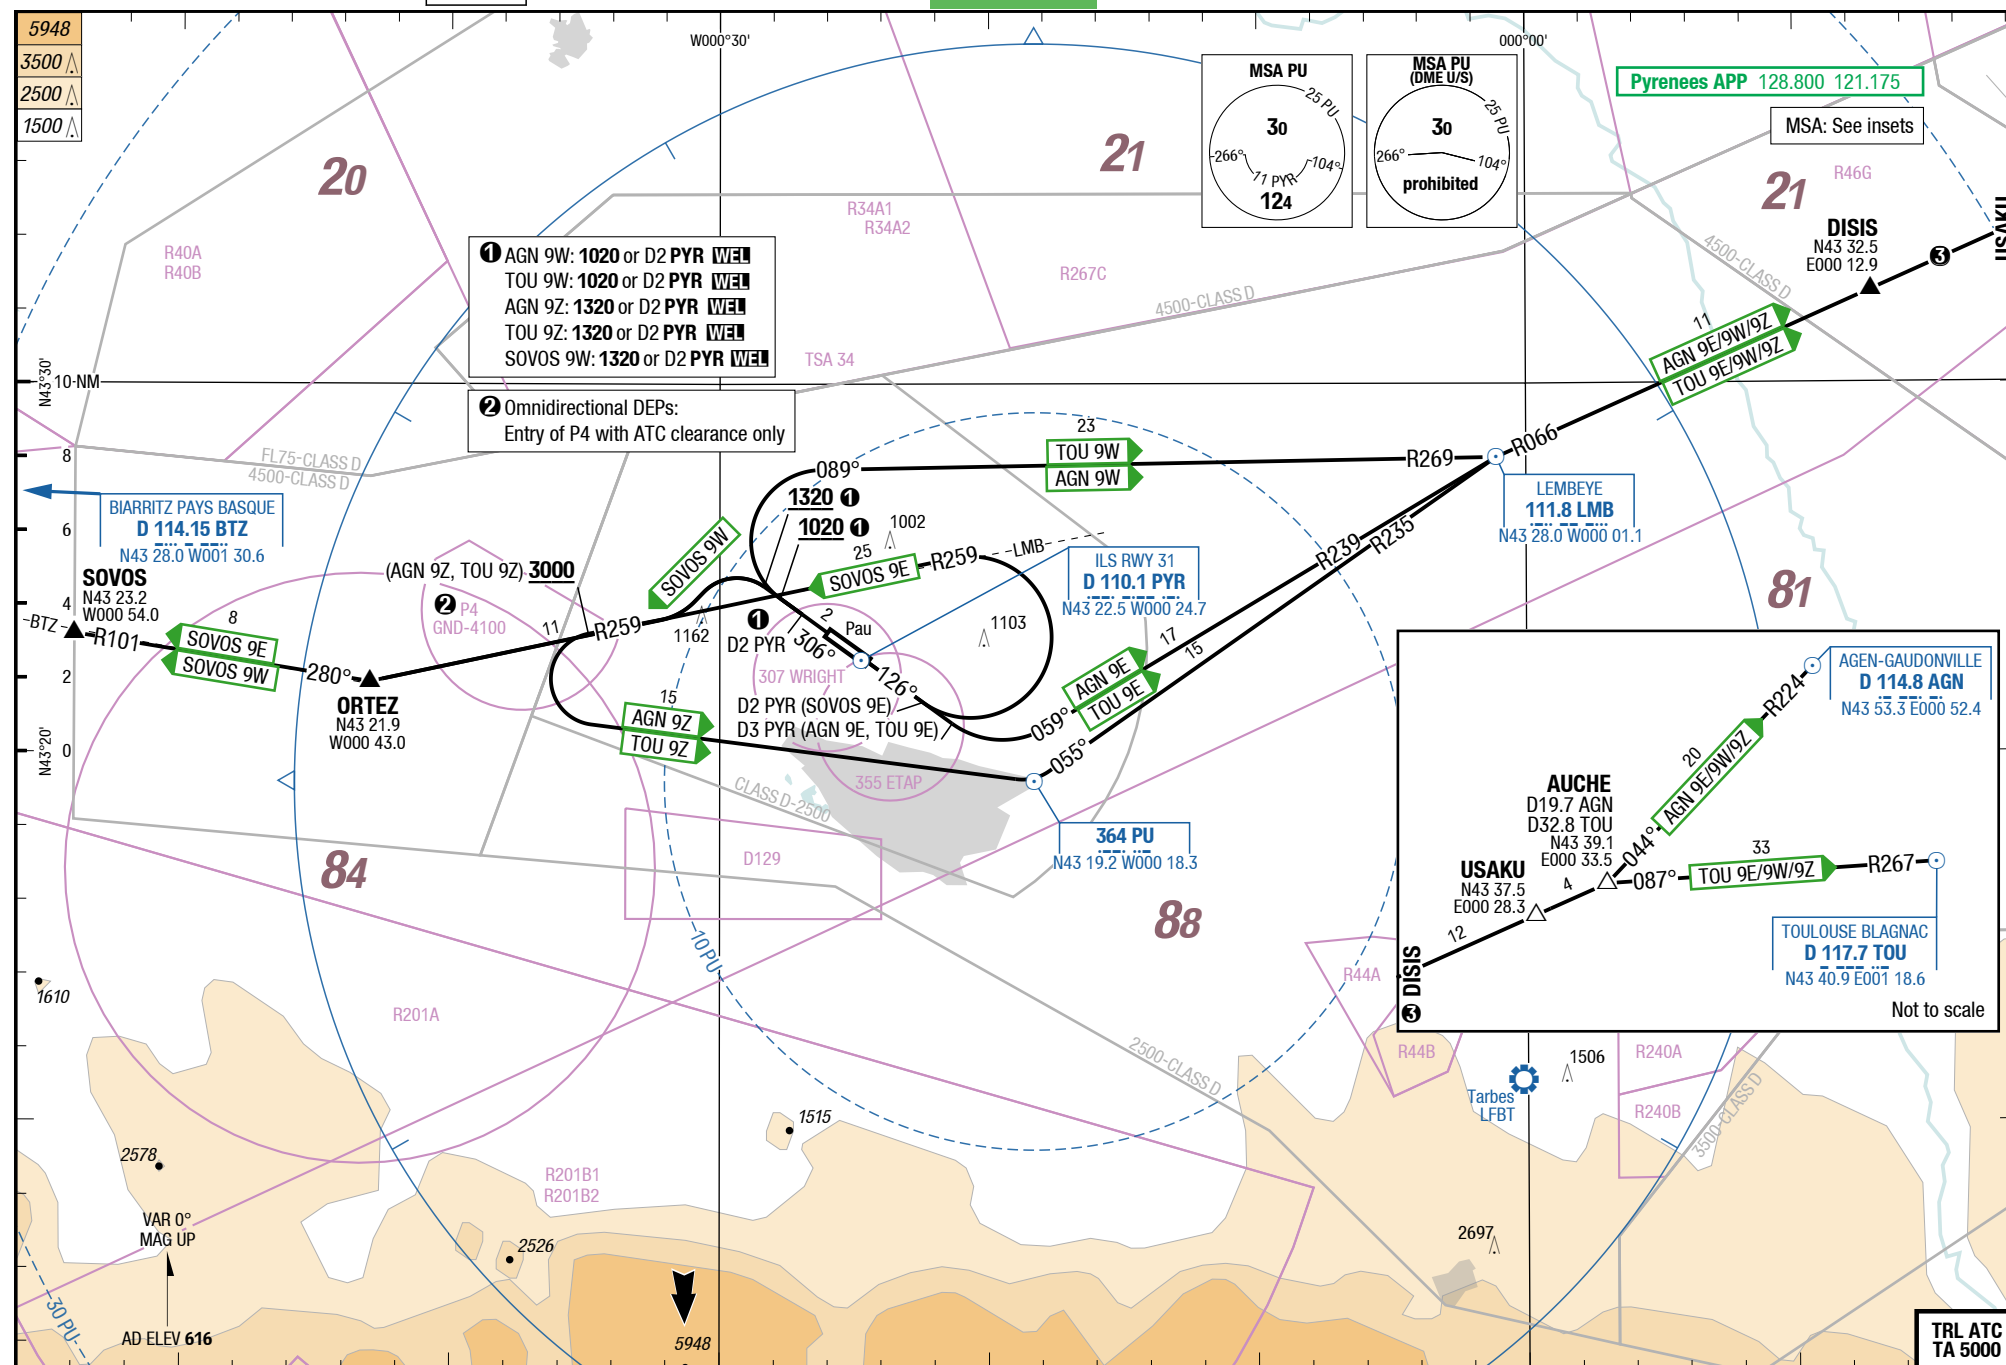 5948
3500
2500
1500
W000°30'
000°00'
MSA PU
25 PU
30
266°
104°
11 PYR
124
MSA PU
(DME U/S)
25 PU
30
266°
104°
prohibited
Pyrenees APP 128.800 121.175
MSA: See insets
20
21
21
R46G
R34A1
R34A2
R40A
R40B
R267C
DISIS
N43 32.5
E000 12.9
USAKU
3
4500-CLASS D
4500-CLASS D
1 AGN 9W: 1020 or D2 PYR WEL
TOU 9W: 1020 or D2 PYR WEL
AGN 9Z: 1320 or D2 PYR WEL
TOU 9Z: 1320 or D2 PYR WEL
SOVOS 9W: 1320 or D2 PYR WEL
TSA 34
11
AGN 9E/9W/9Z
TOU 9E/9W/9Z
N43°30'
10-NM
2 Omnidirectional DEPs:
Entry of P4 with ATC clearance only
FL75-CLASS D
4500-CLASS D
8
23
TOU 9W
AGN 9W
089°
R269
R066
BIARRITZ PAYS BASQUE
D 114.15 BTZ
N43 28.0 W001 30.6
1320 1
1020 1
1002
LEMBEYE
111.8 LMB
N43 28.0 W000 01.1
6
SOVOS 9W
25
SOVOS 9E
R259
-LMB-
ILS RWY 31
D 110.1 PYR
N43 22.5 W000 24.7
R239
R235
SOVOS
N43 23.2
W000 54.0
(AGN 9Z, TOU 9Z) 3000
2 P4
GND-4100
81
4
-BTZ
R101
8
SOVOS 9E
SOVOS 9W
280°
11
R259
1162
1
D2 PYR
306°
2
Pau
1103
17
15
2
ORTEZ
N43 21.9
W000 43.0
307 WRIGHT
126°
D2 PYR (SOVOS 9E)
D3 PYR (AGN 9E, TOU 9E)
AGN 9E
TOU 9E
059°
055°
15
AGN 9Z
TOU 9Z
N43°20'
0
355 ETAP
CLASS D-2500
364 PU
N43 19.2 W000 18.3
D129
84
88
10PU
AGEN-GAUDONVILLE
D 114.8 AGN
N43 53.3 E000 52.4
R224
AUCHE
D19.7 AGN
D32.8 TOU
N43 39.1
E000 33.5
20
AGN 9E/9W/9Z
044°
33
087°
TOU 9E/9W/9Z
R267
USAKU
N43 37.5
E000 28.3
4
12
TOULOUSE BLAGNAC
D 117.7 TOU
N43 40.9 E001 18.6
3 DISIS
Not to scale
1610
R201A
R44A
R44B
2500-CLASS D
1506
R240A
Tarbes
LFBT
R240B
3500-CLASS D
1515
2578
R201B1
R201B2
VAR 0°
MAG UP
2526
2697
30 PU
AD ELEV 616
5948
TRL ATC
TA 5000